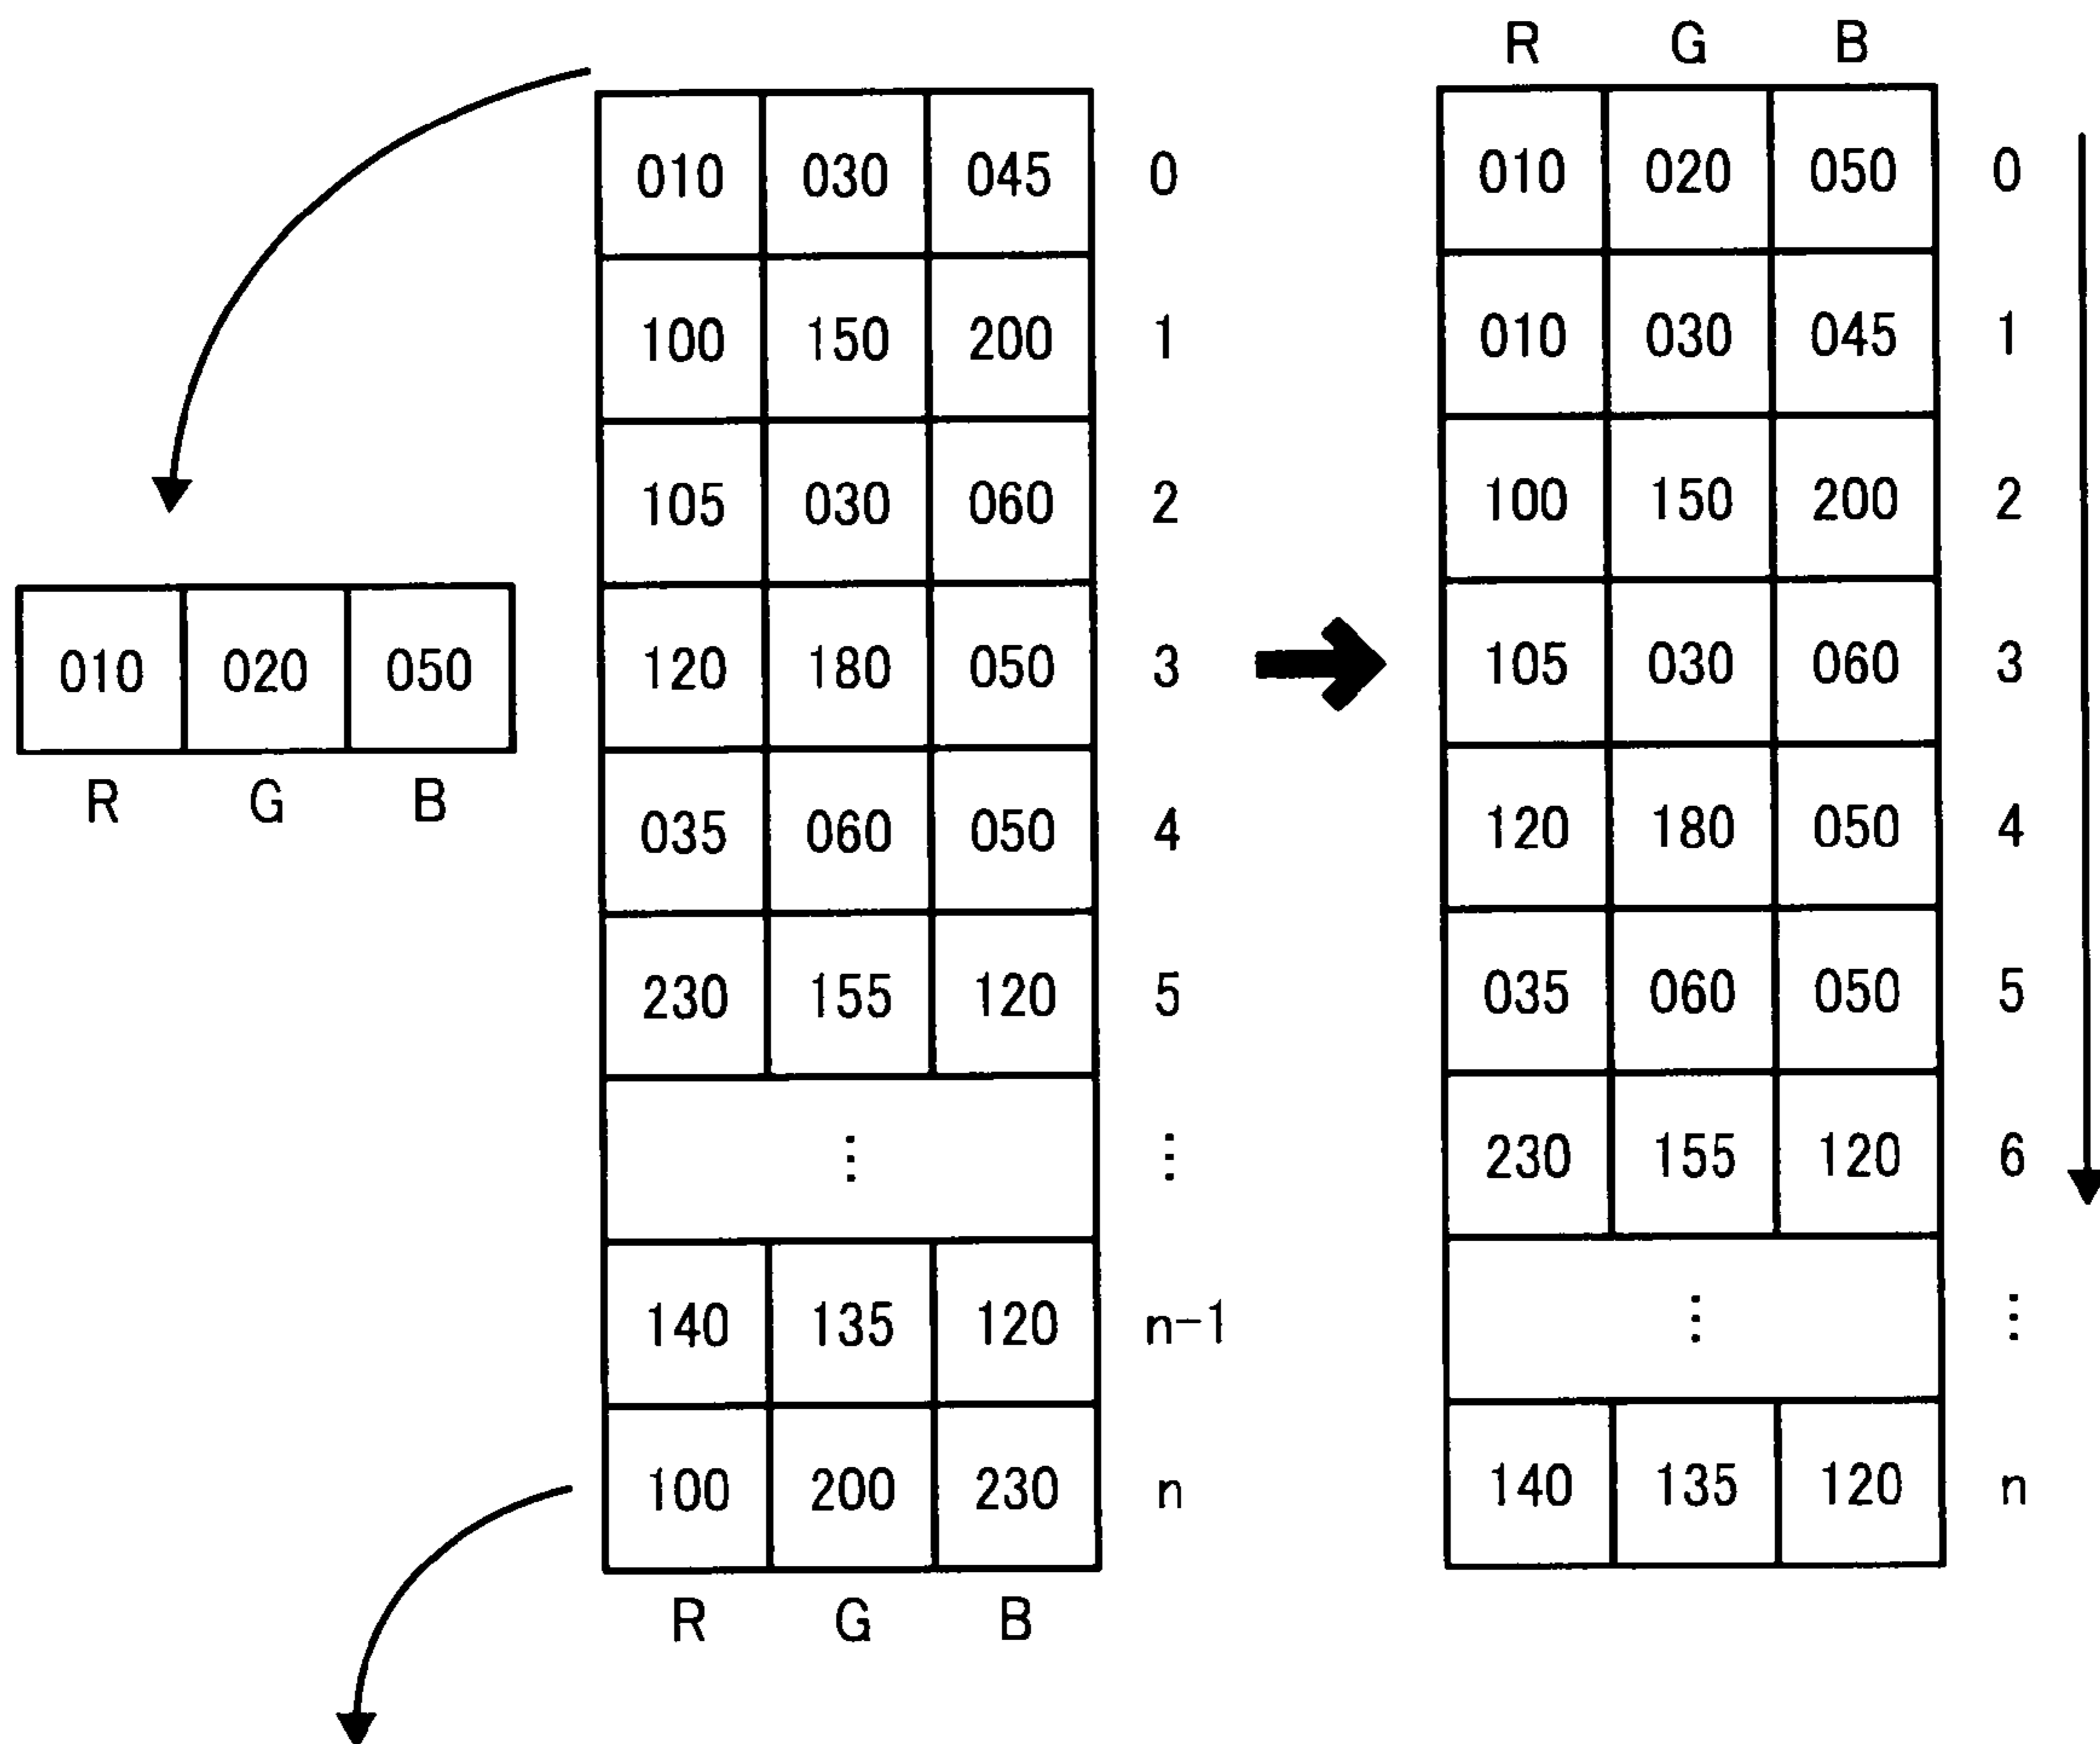 010 020 050
R G B
010 030 045 0
100 150 200 1
105 030 060 2
120 180 050 3
035 060 050 4
230 155 120 5
⋮ ⋮
140 135 120 n-1
100 200 230 n
R G B
R G B
010 020 050 0
010 030 045 1
100 150 200 2
105 030 060 3
120 180 050 4
035 060 050 5
230 155 120 6
⋮ ⋮
140 135 120 n